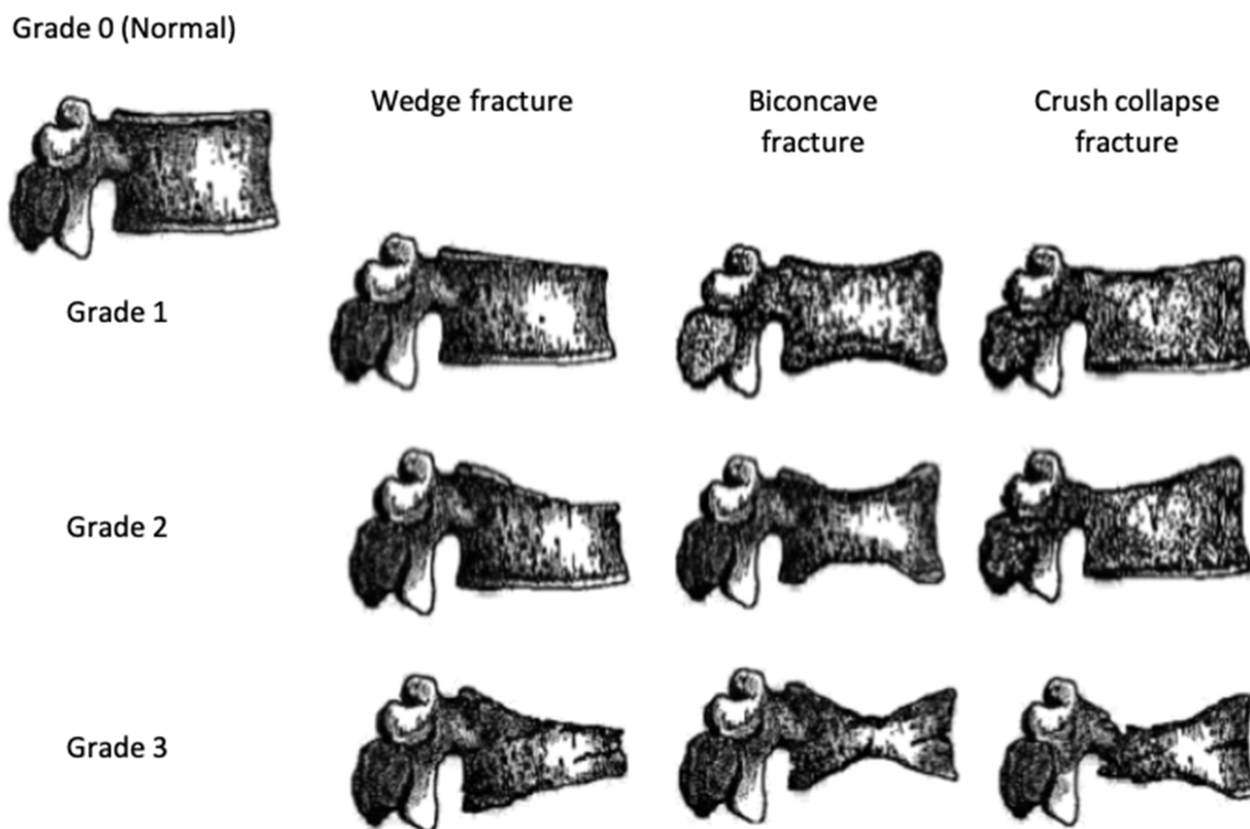 Grade 0 (Normal)
Wedge fracture
Biconcave
fracture
Crush collapse
fracture
Grade 1
Grade 2
Grade 3